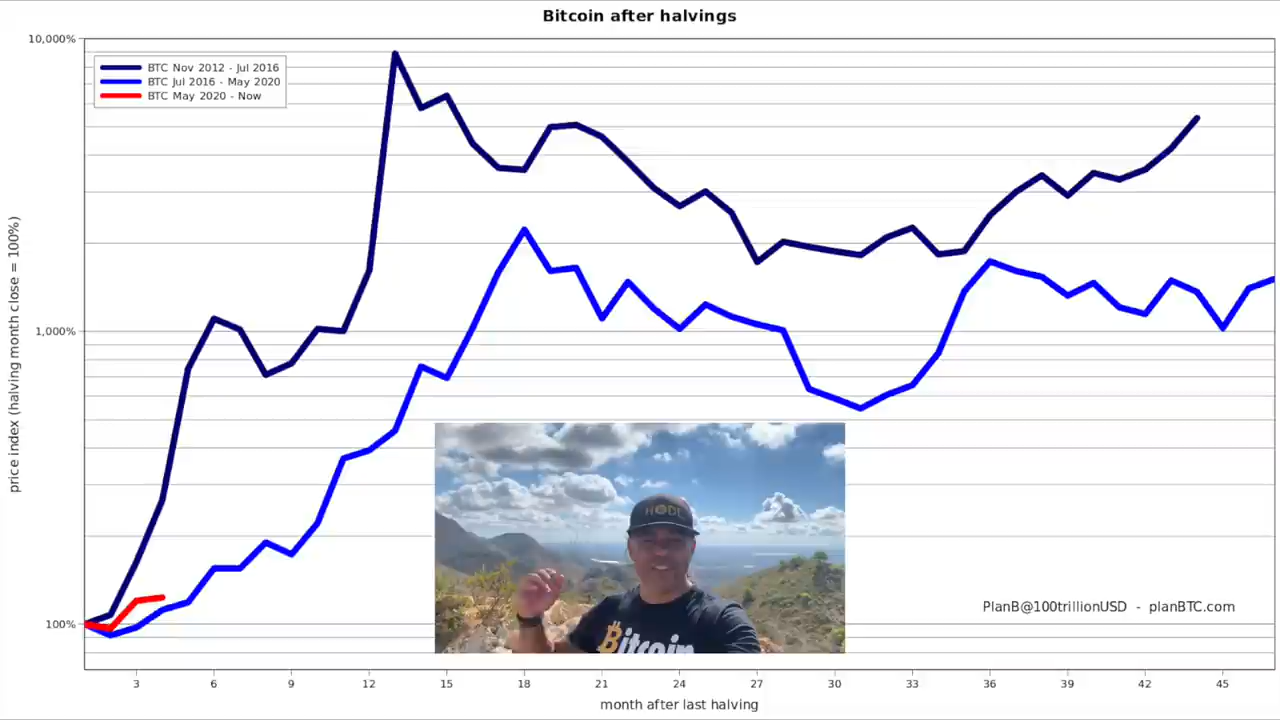 Bitcoin after halvings
10,000%
1,000%
100%
price index (halving month close = 100%)
BTC Nov 2012 - Jul 2016
BTC Jul 2016 - May 2020
BTC May 2020 - Now
HODL
Bitcoin
PlanB@100trillionUSD - planBTC.com
3 6 9 12 15 18 21 24 27 30 33 36 39 42 45
month after last halving